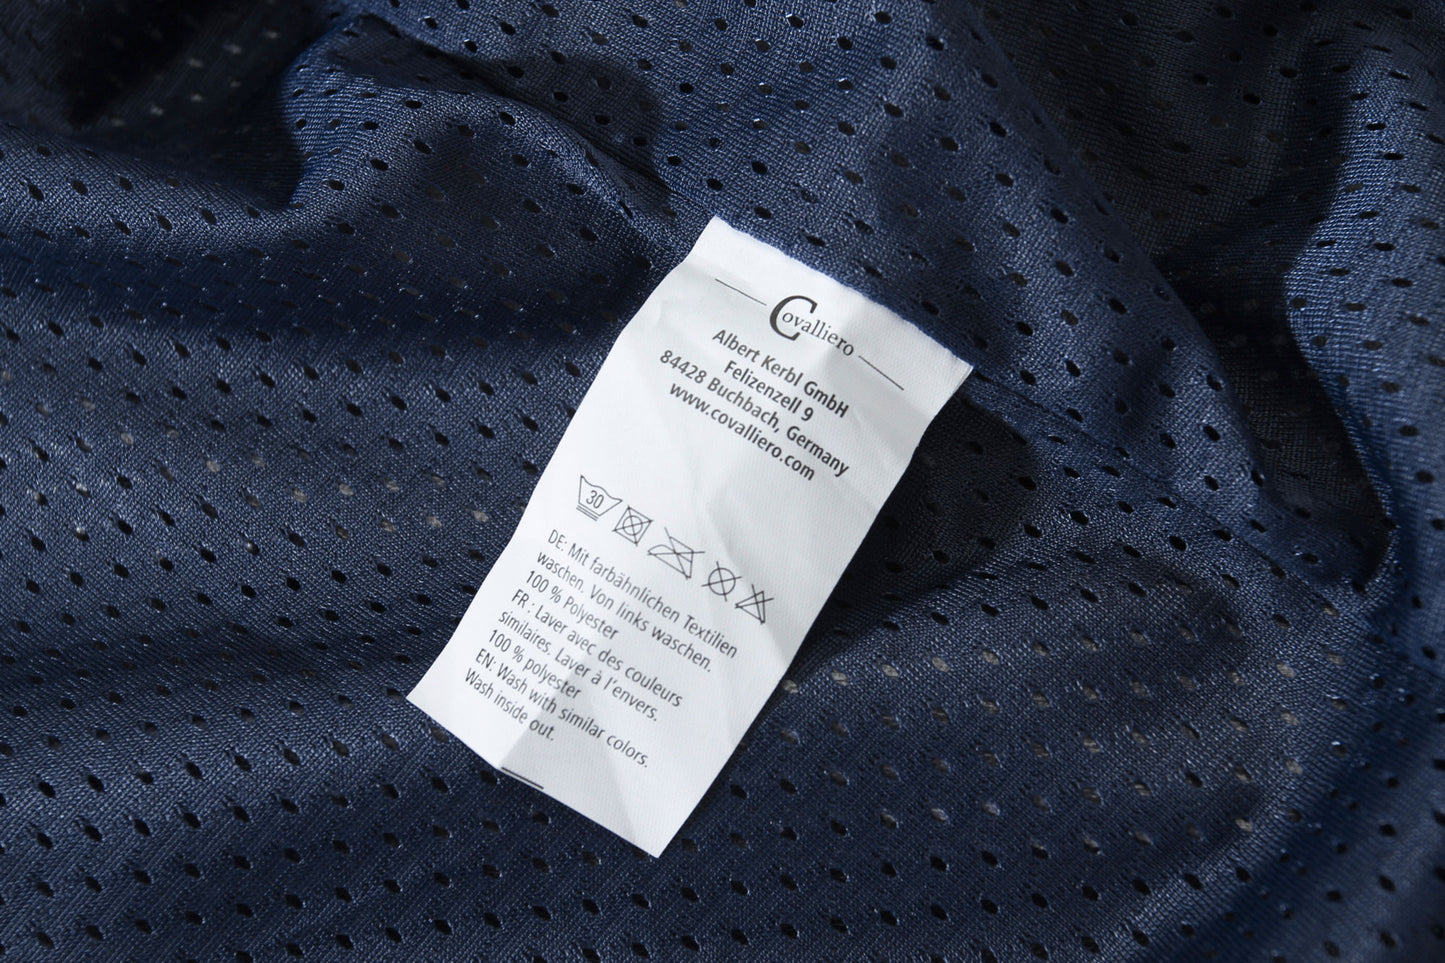 Covalliero
Albert Kerbl GmbH
Felizenzell 9
84428 Buchbach, Germany
www.covalliero.com
30
DE: Mit farbähnlichen Textilien
waschen. Von links waschen.
100 % Polyester
FR : Laver avec des couleurs
similaires. Laver à l'envers.
100 % polyester
EN: Wash with similar colors.
Wash inside out.